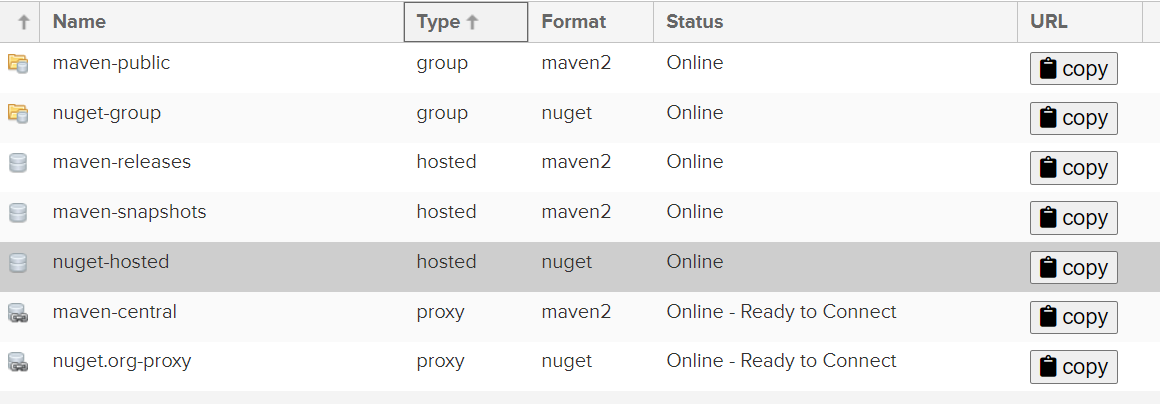 Name Type Format Status URL
maven-public group maven2 Online copy
nuget-group group nuget Online copy
maven-releases hosted maven2 Online copy
maven-snapshots hosted maven2 Online copy
nuget-hosted hosted nuget Online copy
maven-central proxy maven2 Online - Ready to Connect copy
nuget.org-proxy proxy nuget Online - Ready to Connect copy